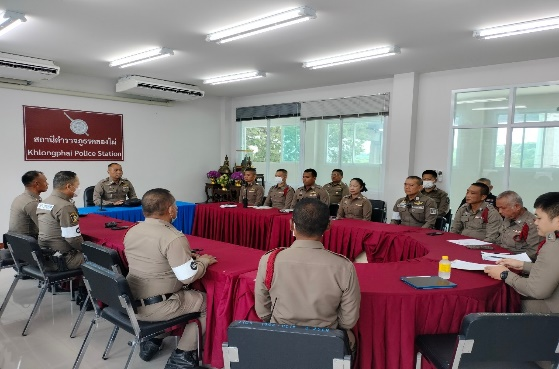 สถานีตำรวจภูธรคลองไผ่
Khlongphai Police Station